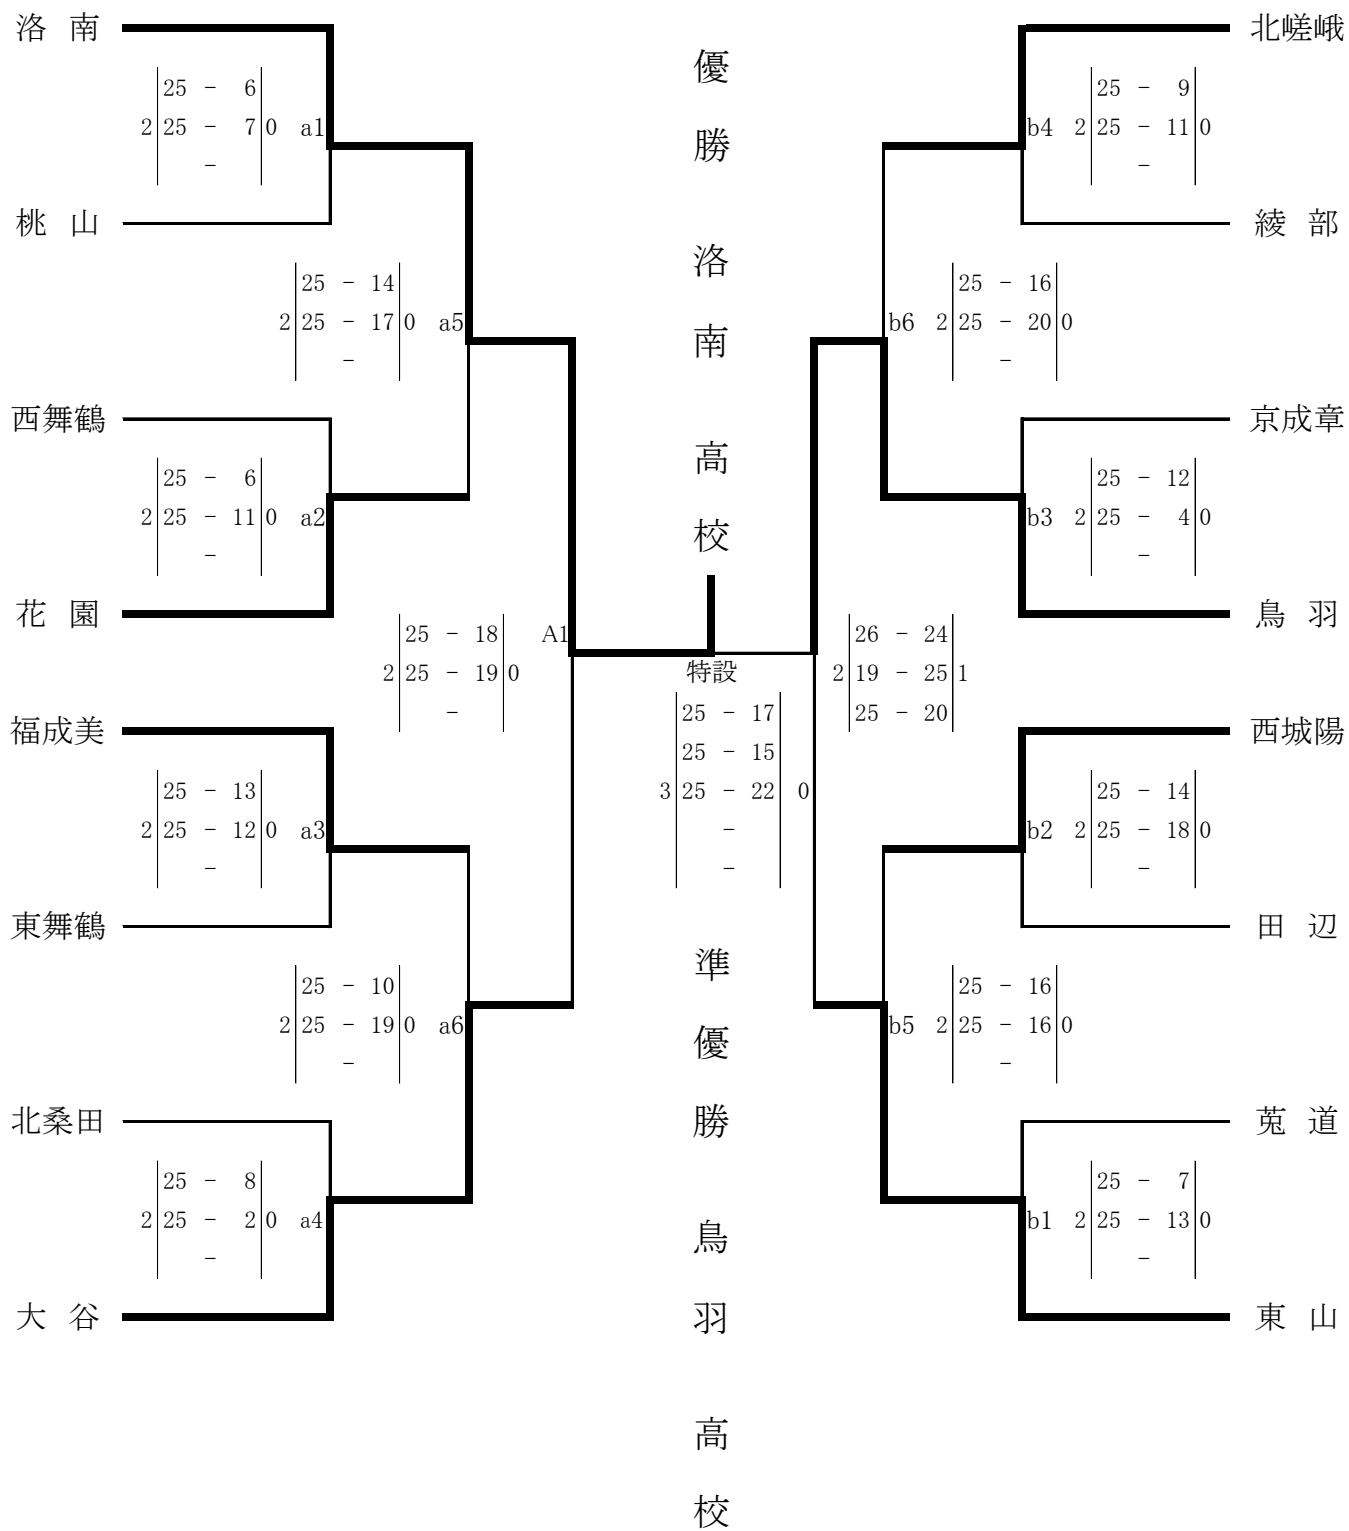 洛 南
25 - 6
2 25 - 7 0 a1
-
桃 山
25 - 14
2 25 - 17 0 a5
-
西舞鶴
25 - 6
2 25 - 11 0 a2
-
花 園
25 - 18 A1
2 25 - 19 0
-
福成美
25 - 13
2 25 - 12 0 a3
-
東舞鶴
25 - 10
2 25 - 19 0 a6
-
北桑田
25 - 8
2 25 - 2 0 a4
-
大 谷
優勝 洛南高校
特設
25 - 17
25 - 15
3 25 - 22 0
-
-
準優勝 鳥羽高校
北嵯峨
25 - 9
b4 2 25 - 11 0
-
綾 部
25 - 16
b6 2 25 - 20 0
-
京成章
25 - 12
b3 2 25 - 4 0
-
鳥 羽
26 - 24
2 19 - 25 1
25 - 20
西城陽
25 - 14
b2 2 25 - 18 0
-
田 辺
25 - 16
b5 2 25 - 16 0
-
莵 道
25 - 7
b1 2 25 - 13 0
-
東 山